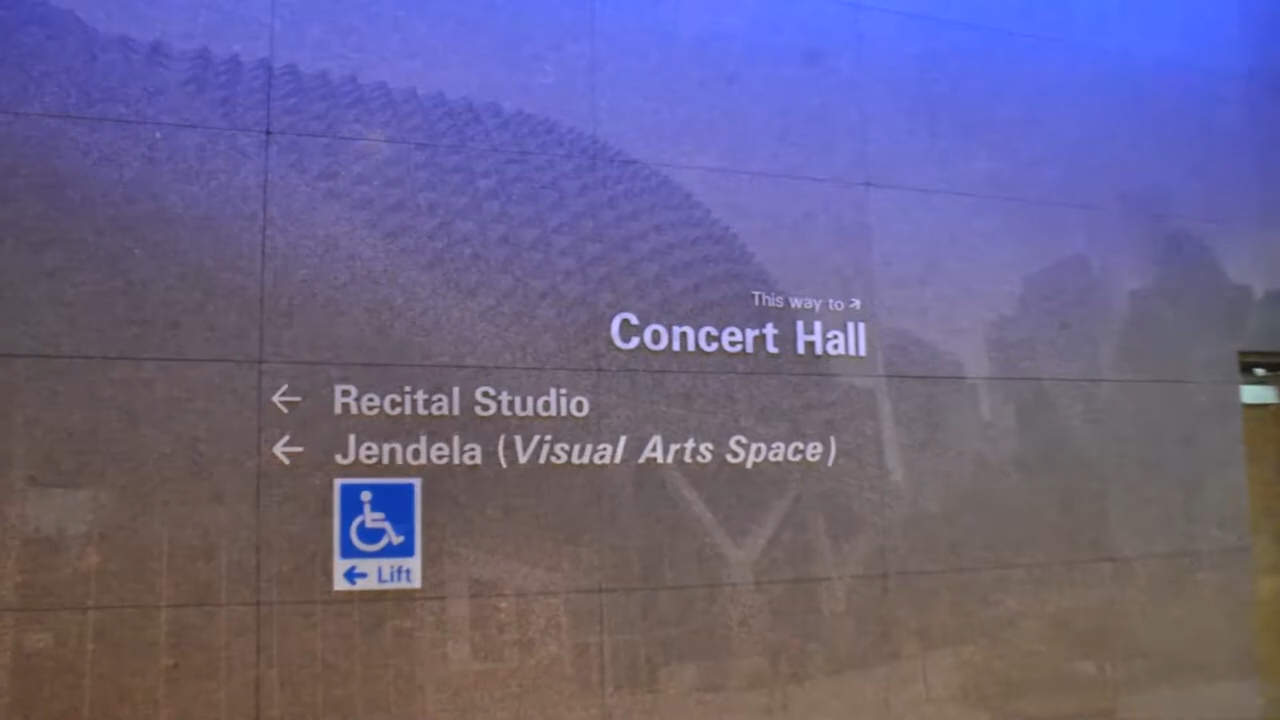 This way to ↗
Concert Hall
← Recital Studio
← Jendela (Visual Arts Space)
← Lift